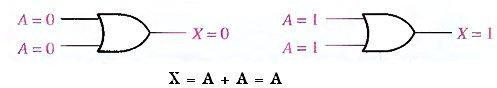 A = 0 X = 0 A = 1 X = 1
A = 0 A = 1
X = A + A = A